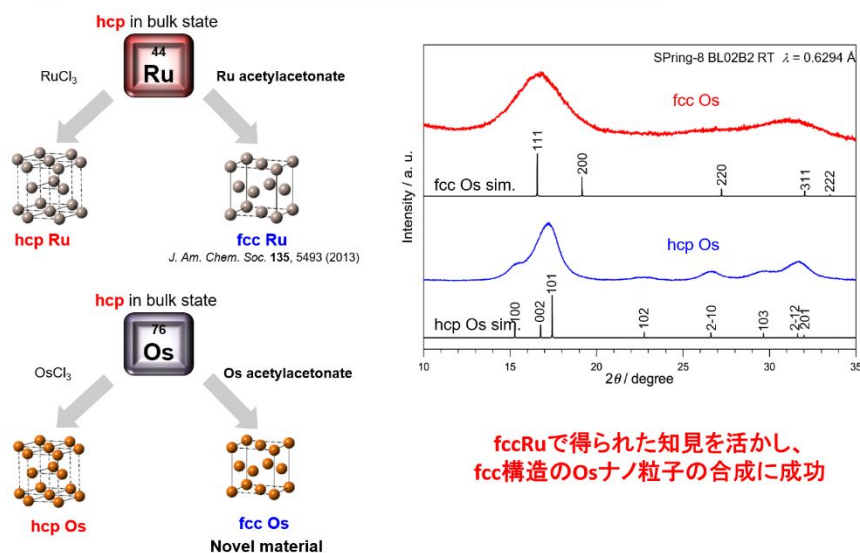 hcp in bulk state
44
Ru
RuCl3
Ru acetylacetonate
hcp Ru
fcc Ru
J. Am. Chem. Soc. 135, 5493 (2013)
hcp in bulk state
76
Os
OsCl3
Os acetylacetonate
hcp Os
fcc Os
Novel material
SPring-8 BL02B2 RT λ = 0.6294 Å
fcc Os
111
200
220
311
222
fcc Os sim.
hcp Os
100
002
101
102
2-10
103
2-12
201
hcp Os sim.
Intensity / a. u.
10
15
20
25
30
35
2θ / degree
fccRuで得られた知見を活かし、
fcc構造のOsナノ粒子の合成に成功